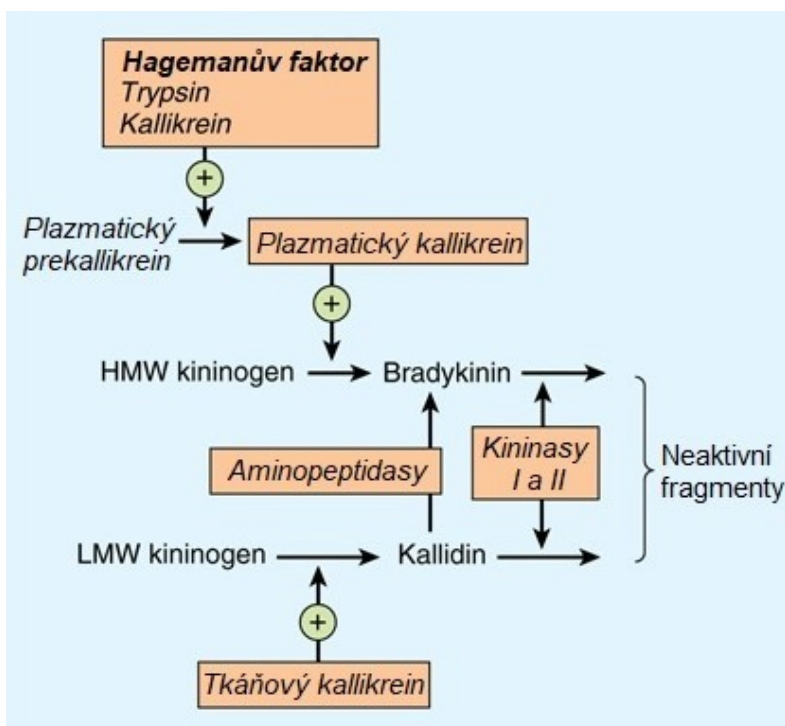 Hagemanův faktor
Trypsin
Kallikrein
+
Plazmatický
prekallikrein
Plazmatický kallikrein
+
HMW kininogen
Bradykinin
Aminopeptidasy
Kininasy
I a II
Neaktivní
fragmenty
LMW kininogen
Kallidin
+
Tkáňový kallikrein